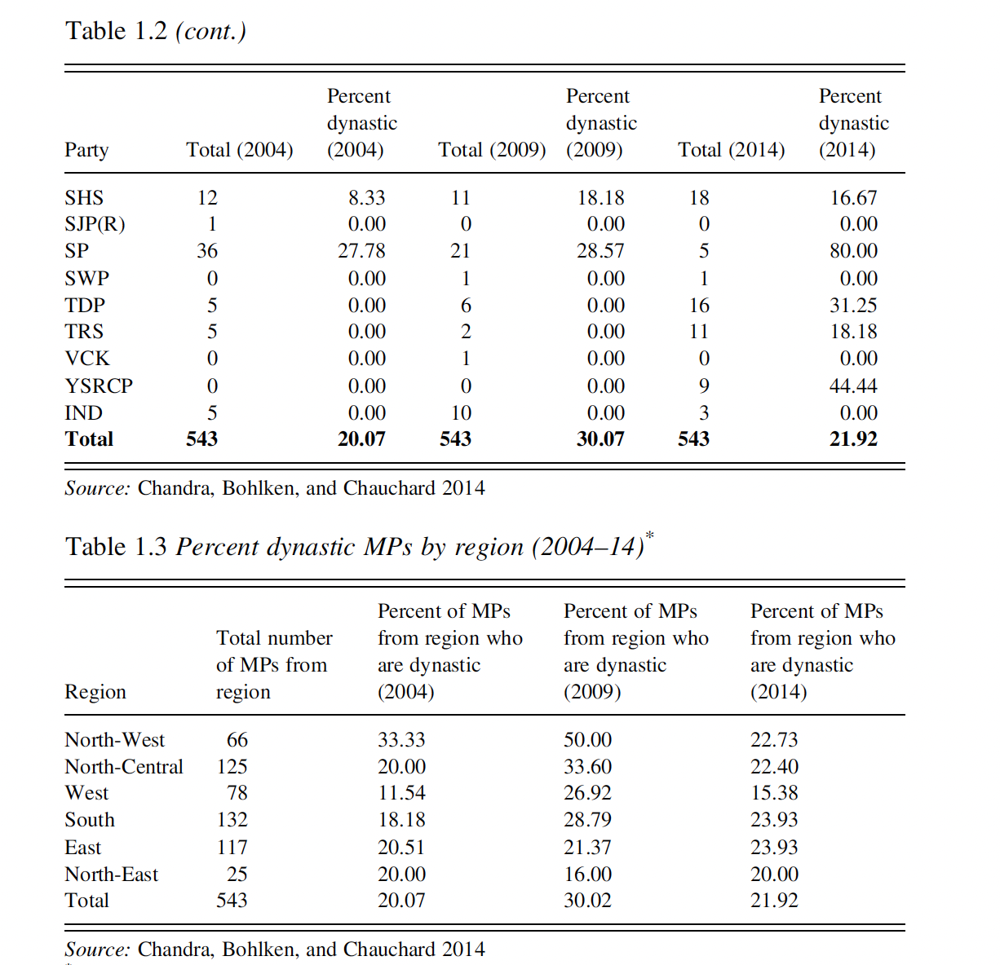 Table 1.2 (cont.)
Party Total (2004) Percent dynastic (2004) Total (2009) Percent dynastic (2009) Total (2014) Percent dynastic (2014)
SHS 12 8.33 11 18.18 18 16.67
SJP(R) 1 0.00 0 0.00 0 0.00
SP 36 27.78 21 28.57 5 80.00
SWP 0 0.00 1 0.00 1 0.00
TDP 5 0.00 6 0.00 16 31.25
TRS 5 0.00 2 0.00 11 18.18
VCK 0 0.00 1 0.00 0 0.00
YSRCP 0 0.00 0 0.00 9 44.44
IND 5 0.00 10 0.00 3 0.00
Total 543 20.07 543 30.07 543 21.92
Source: Chandra, Bohlken, and Chauchard 2014
Table 1.3 Percent dynastic MPs by region (2004–14)*
Region Total number of MPs from region Percent of MPs from region who are dynastic (2004) Percent of MPs from region who are dynastic (2009) Percent of MPs from region who are dynastic (2014)
North-West 66 33.33 50.00 22.73
North-Central 125 20.00 33.60 22.40
West 78 11.54 26.92 15.38
South 132 18.18 28.79 23.93
East 117 20.51 21.37 23.93
North-East 25 20.00 16.00 20.00
Total 543 20.07 30.02 21.92
Source: Chandra, Bohlken, and Chauchard 2014